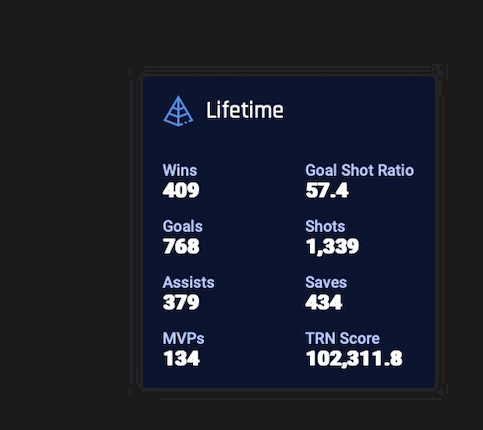 Lifetime
Wins
409
Goal Shot Ratio
57.4
Goals
768
Shots
1,339
Assists
379
Saves
434
MVPs
134
TRN Score
102,311.8